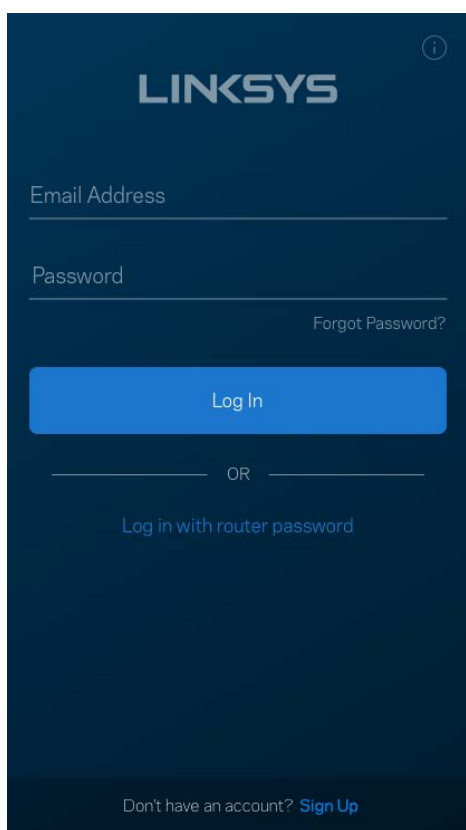 LINKSYS
Email Address
Password
Forgot Password?
Log In
OR
Log in with router password
Don't have an account? Sign Up